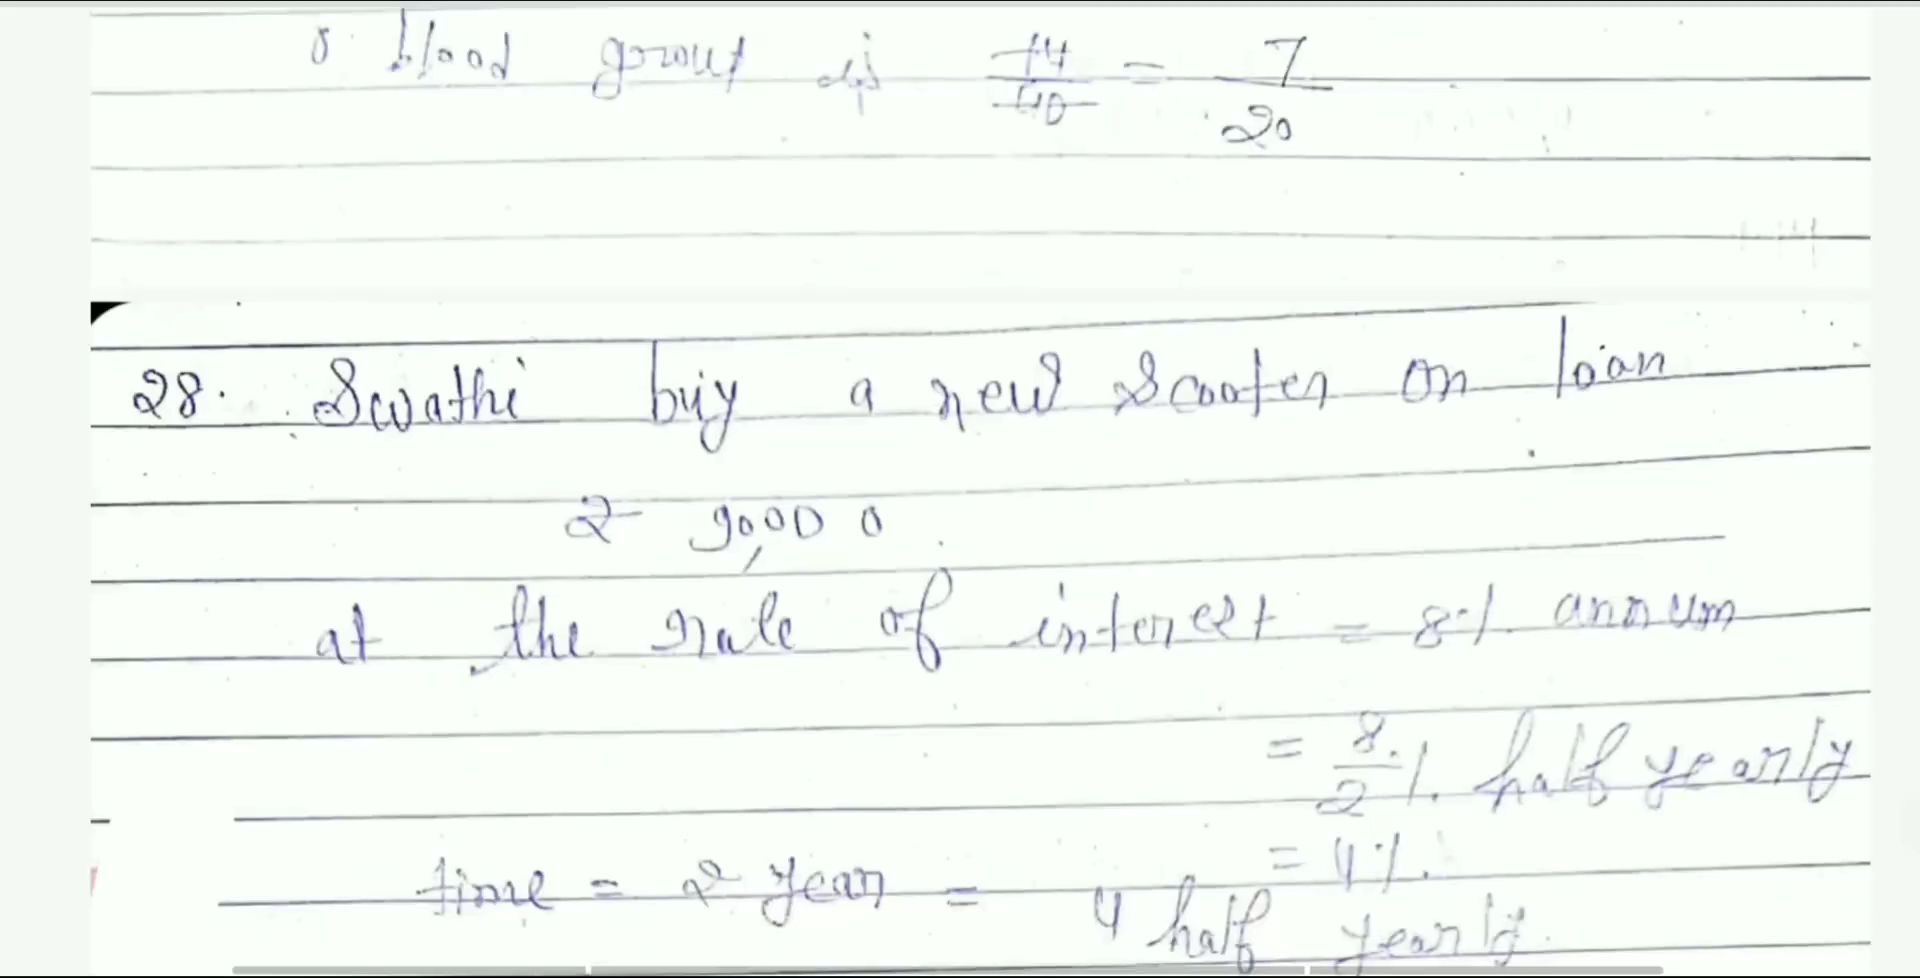 o blood group is 14/40 = 7/20
28. Swathi buy a new Scooter on loan
₹ 90,000
at the rate of interest = 8% annum
= 8/2 % half yearly
= 4%.
time = 2 year = 4 half yearly.